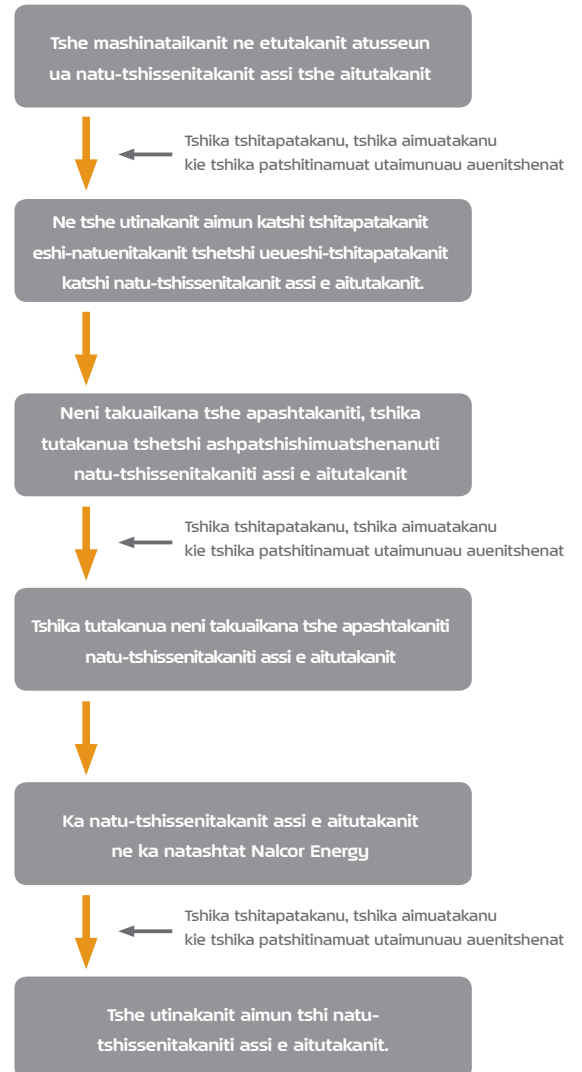 Tshe mashinataikanit ne etutakanit atusseun
ua natu-tshissenitakanit assi tshe aitutakanit
Tshika tshitapatakanu, tshika aimuatakanu
kie tshika patshitinamuat utaimunuau auenitshenat
Ne tshe utinakanit aimun katshi tshitapatakanit
eshi-natuenitakanit tshetshi ueueshi-tshitapatakanit
katshi natu-tshissenitakanit assi e aitutakanit.
Neni takuaikana tshe apashtakaniti, tshika
tutakanua tshetshi ashpatshishimuatshenanuti
natu-tshissenitakaniti assi e aitutakanit
Tshika tshitapatakanu, tshika aimuatakanu
kie tshika patshitinamuat utaimunuau auenitshenat
Tshika tutakanua neni takuaikana tshe apashtakaniti
natu-tshissenitakaniti assi e aitutakanit
Ka natu-tshissenitakanit assi e aitutakanit
ne ka natashtat Nalcor Energy
Tshika tshitapatakanu, tshika aimuatakanu
kie tshika patshitinamuat utaimunuau auenitshenat
Tshe utinakanit aimun tshi natu-
tshissenitakaniti assi e aitutakanit.